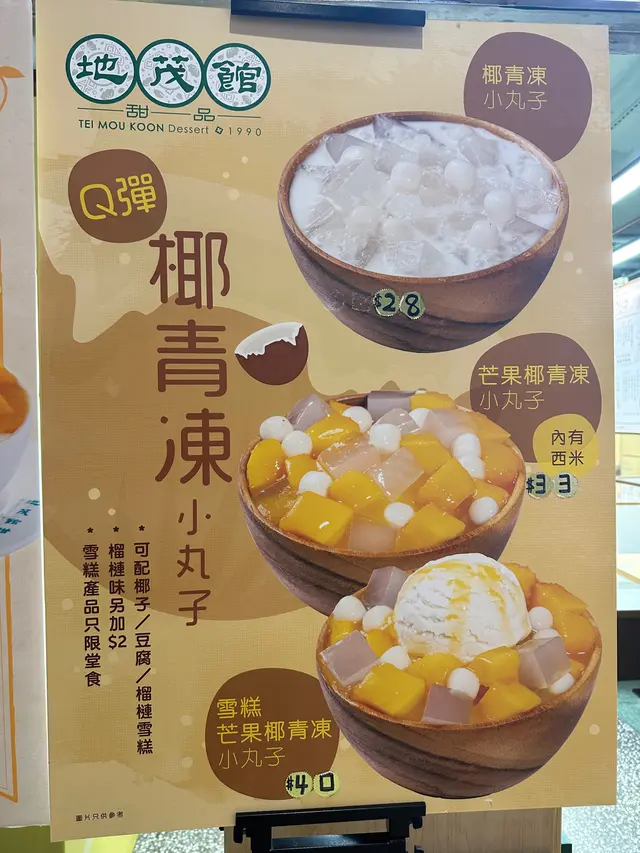 地茂館
甜品
TEI MOU KOON Dessert 1990
Q彈
椰青凍小丸子
椰青凍
小丸子
$28
芒果椰青凍
小丸子
內有
西米
$33
* 可配椰子/豆腐/榴槤雪糕
* 榴槤味另加$2
* 雪糕產品只限堂食
雪糕
芒果椰青凍
小丸子
$40
圖片只供參考